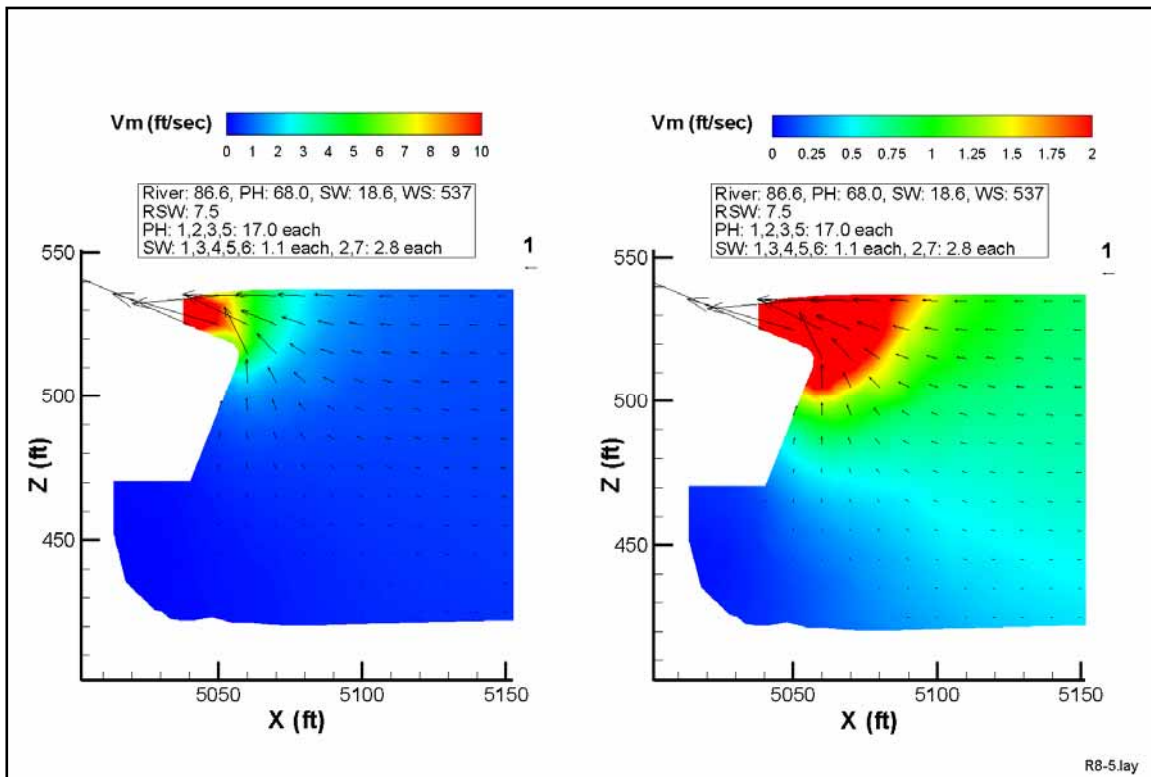 Vm (ft/sec)
0 1 2 3 4 5 6 7 8 9 10
River: 86.6, PH: 68.0, SW: 18.6, WS: 537
RSW: 7.5
PH: 1,2,3,5: 17.0 each
SW: 1,3,4,5,6: 1.1 each, 2,7: 2.8 each
1
550
500
450
Z (ft)
5050 5100 5150
X (ft)
Vm (ft/sec)
0 0.25 0.5 0.75 1 1.25 1.5 1.75 2
River: 86.6, PH: 68.0, SW: 18.6, WS: 537
RSW: 7.5
PH: 1,2,3,5: 17.0 each
SW: 1,3,4,5,6: 1.1 each, 2,7: 2.8 each
1
550
500
450
Z (ft)
5050 5100 5150
X (ft)
R8-5.lay